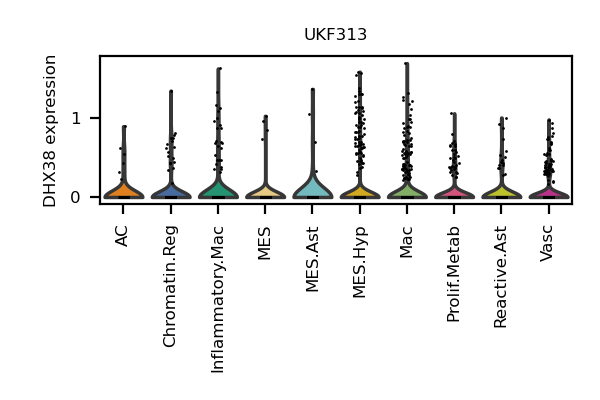 UKF313
DHX38 expression
1
0
AC
Chromatin.Reg
Inflammatory.Mac
MES
MES.Ast
MES.Hyp
Mac
Prolif.Metab
Reactive.Ast
Vasc